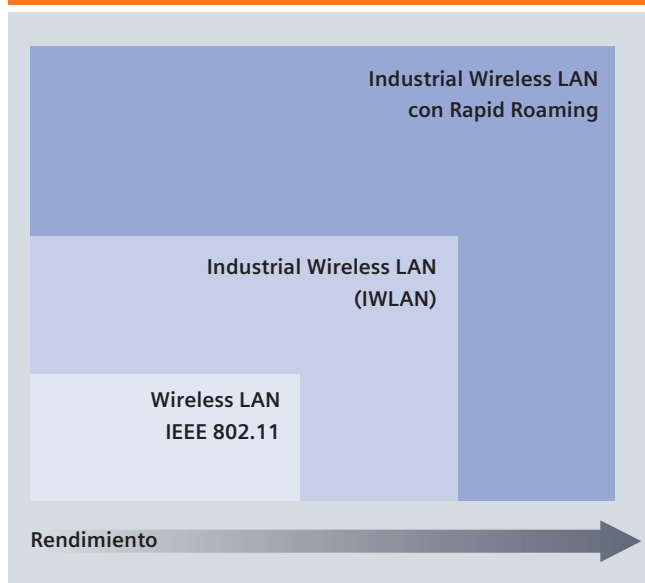 Industrial Wireless LAN
con Rapid Roaming
Industrial Wireless LAN
(IWLAN)
Wireless LAN
IEEE 802.11
Rendimiento